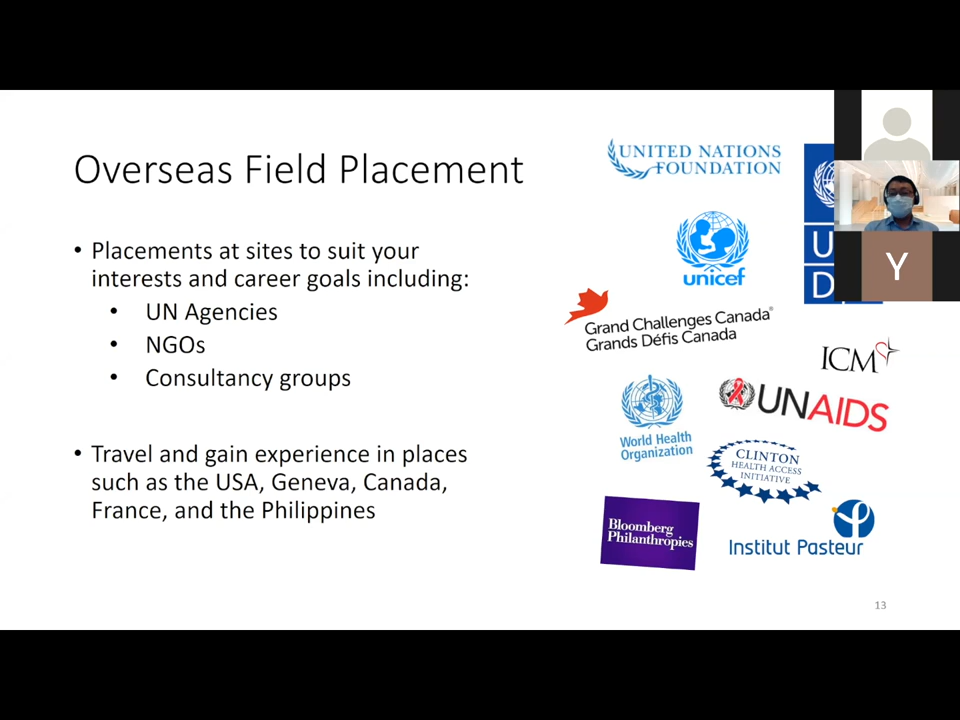 Overseas Field Placement
• Placements at sites to suit your
interests and career goals including:
• UN Agencies
• NGOs
• Consultancy groups
• Travel and gain experience in places
such as the USA, Geneva, Canada,
France, and the Philippines
UNITED NATIONS
FOUNDATION
unicef
U
D
Y
Grand Challenges Canada®
Grands Défis Canada
ICM
UNAIDS
World Health
Organization
CLINTON
HEALTH ACCESS
INITIATIVE
Bloomberg
Philanthropies
Institut Pasteur
13